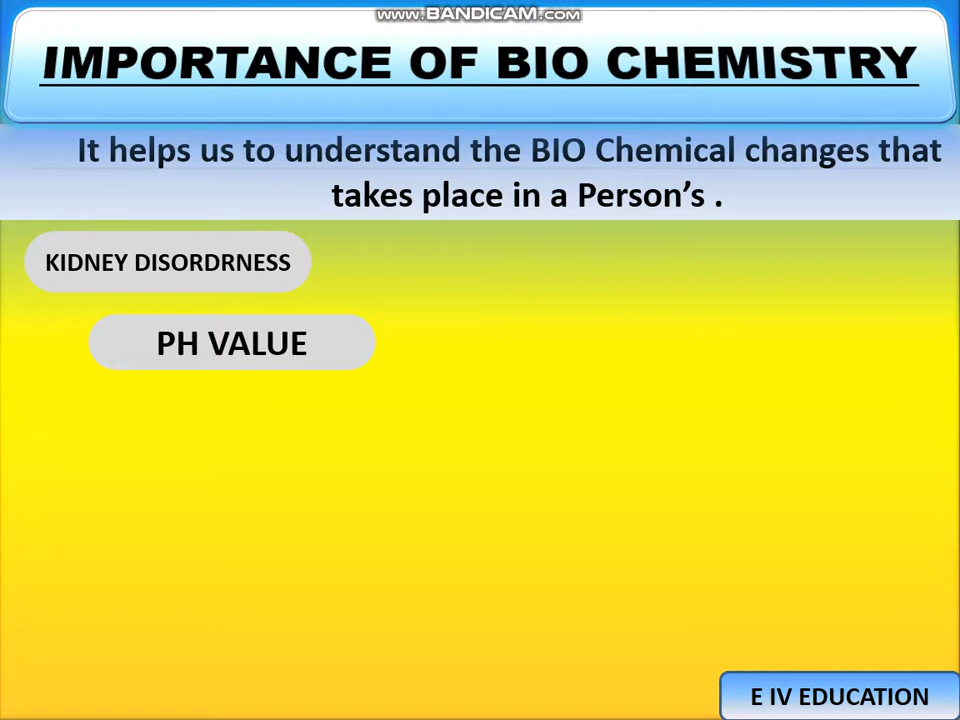 www.BANDICAM.com
IMPORTANCE OF BIO CHEMISTRY
It helps us to understand the BIO Chemical changes that
takes place in a Person’s .
KIDNEY DISORDRNESS
PH VALUE
E IV EDUCATION